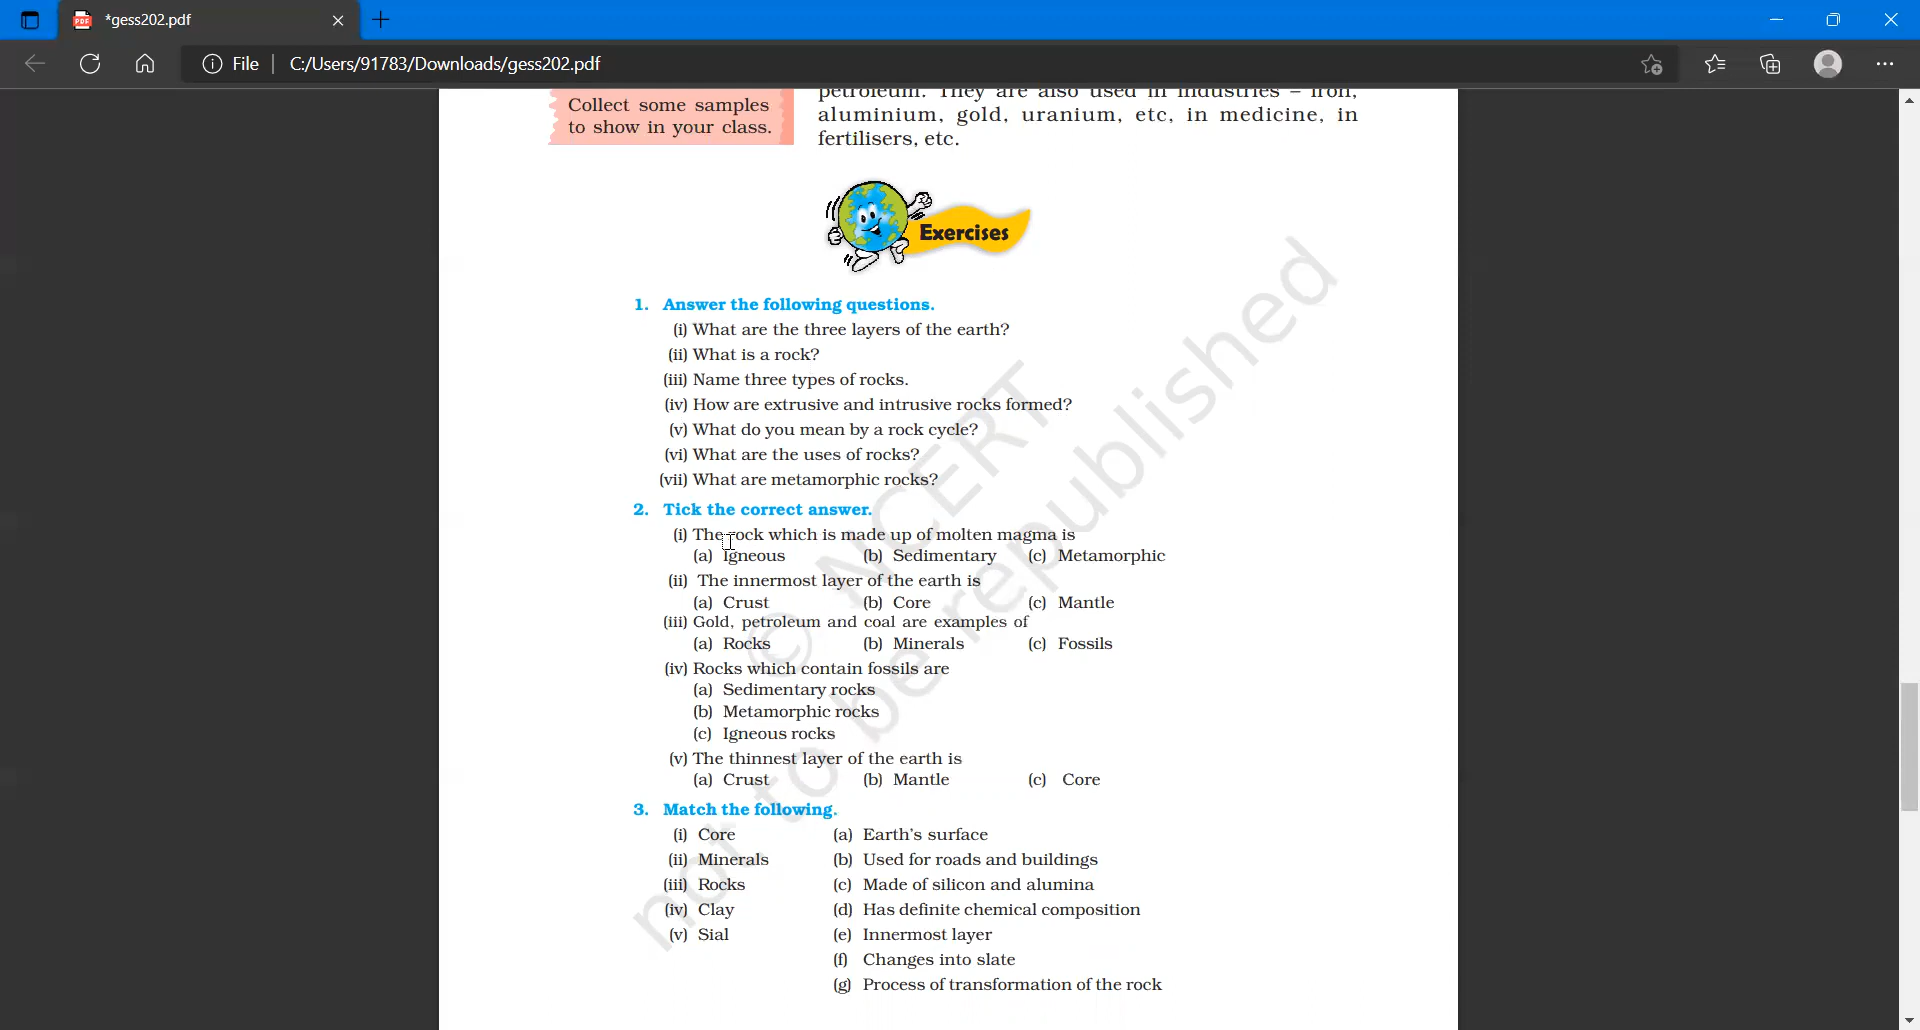 *gess202.pdf
File
C:/Users/91783/Downloads/gess202.pdf
Collect some samples
to show in your class.
petroleum. They are also used in industries – iron,
aluminium, gold, uranium, etc, in medicine, in
fertilisers, etc.
Exercises
1. Answer the following questions.
(i) What are the three layers of the earth?
(ii) What is a rock?
(iii) Name three types of rocks.
(iv) How are extrusive and intrusive rocks formed?
(v) What do you mean by a rock cycle?
(vi) What are the uses of rocks?
(vii) What are metamorphic rocks?
2. Tick the correct answer.
(i) The rock which is made up of molten magma is
(a) Igneous (b) Sedimentary (c) Metamorphic
(ii) The innermost layer of the earth is
(a) Crust (b) Core (c) Mantle
(iii) Gold, petroleum and coal are examples of
(a) Rocks (b) Minerals (c) Fossils
(iv) Rocks which contain fossils are
(a) Sedimentary rocks
(b) Metamorphic rocks
(c) Igneous rocks
(v) The thinnest layer of the earth is
(a) Crust (b) Mantle (c) Core
3. Match the following.
(i) Core (a) Earth's surface
(ii) Minerals (b) Used for roads and buildings
(iii) Rocks (c) Made of silicon and alumina
(iv) Clay (d) Has definite chemical composition
(v) Sial (e) Innermost layer
(f) Changes into slate
(g) Process of transformation of the rock
© NCERT
not to be republished